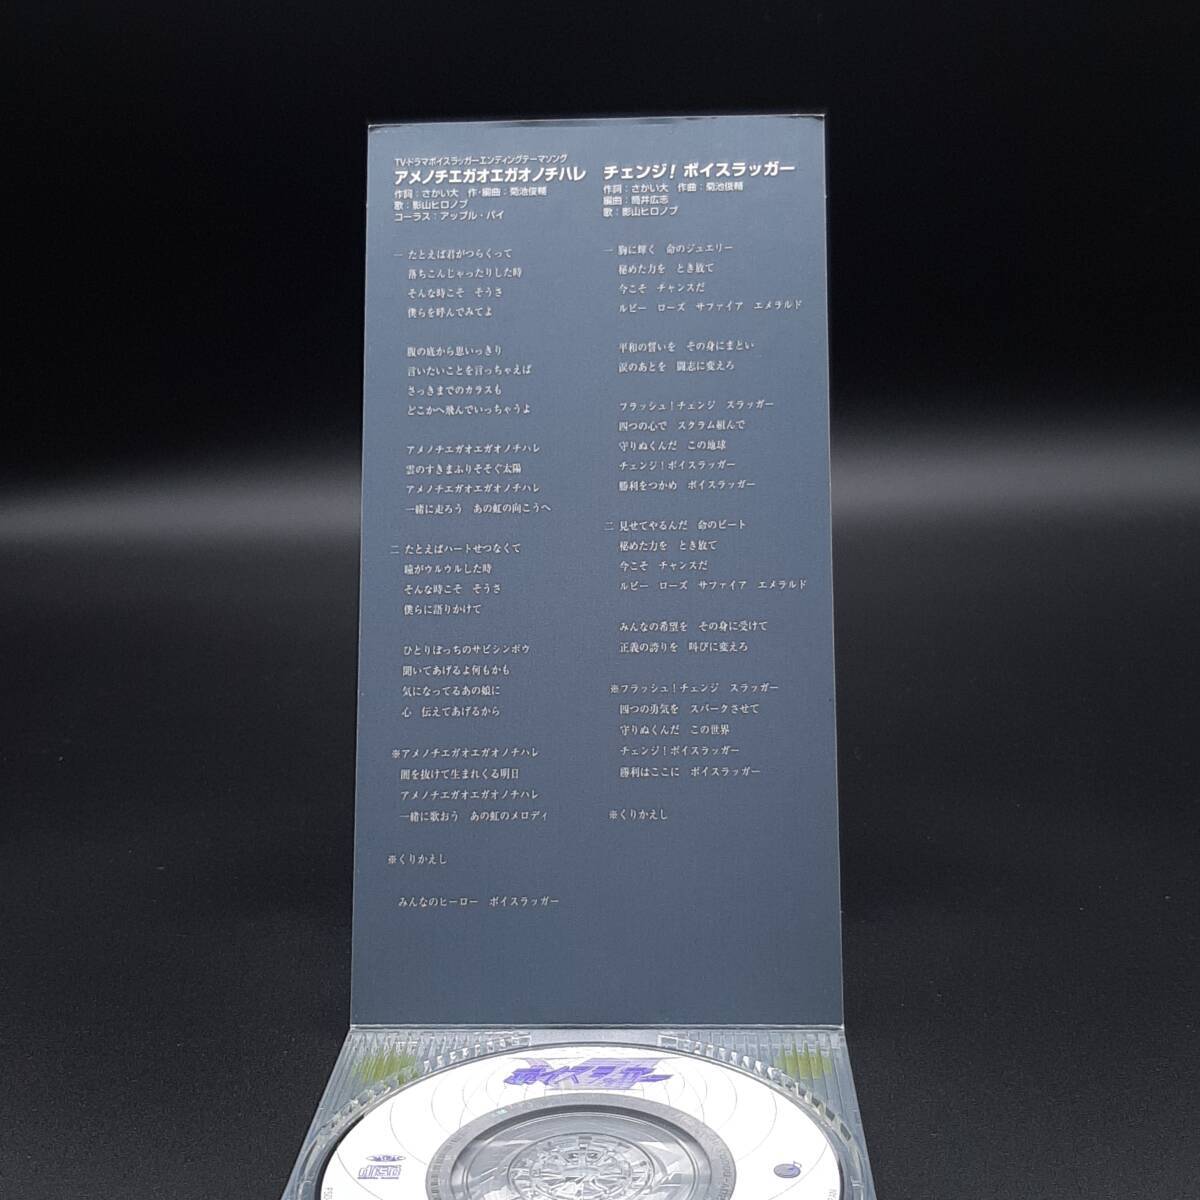 TVドラマボイスラッガーエンディングテーマソング
アメノチエガオエガオノチハレ
作詞：さかい大　作・編曲：菊池俊輔
歌：影山ヒロノブ
コーラス：アップル・パイ
一 たとえば君がつらくって
落ちこんじゃったりした時
そんな時こそ　そうさ
僕らを呼んでみてよ
腹の底から思いっきり
言いたいことを言っちゃえば
さっきまでのカラスも
どこかへ飛んでいっちゃうよ
アメノチエガオエガオノチハレ
雲のすきまふりそそぐ太陽
アメノチエガオエガオノチハレ
一緒に走ろう　あの虹の向こうへ
二 たとえばハートせつなくて
瞳がウルウルした時
そんな時こそ　そうさ
僕らに語りかけて
ひとりぼっちのサビシンボウ
聞いてあげるよ何もかも
気になってるあの娘に
心　伝えてあげるから
※アメノチエガオエガオノチハレ
闇を抜けて生まれくる明日
アメノチエガオエガオノチハレ
一緒に歌おう　あの虹のメロディ
※くりかえし
みんなのヒーロー　ボイスラッガー
チェンジ！ ボイスラッガー
作詞：さかい大　作曲：菊池俊輔
編曲：筒井広志
歌：影山ヒロノブ
一 胸に輝く　命のジュエリー
秘めた力を　とき放て
今こそ　チャンスだ
ルビー　ローズ　サファイア　エメラルド
平和の誓いを　その身にまとい
涙のあとを　闘志に変えろ
フラッシュ！チェンジ　スラッガー
四つの心で　スクラム組んで
守りぬくんだ　この地球
チェンジ！ボイスラッガー
勝利をつかめ　ボイスラッガー
二 見せてやるんだ　命のビート
秘めた力を　とき放て
今こそ　チャンスだ
ルビー　ローズ　サファイア　エメラルド
みんなの希望を　その身に受けて
正義の誇りを　叫びに変えろ
※フラッシュ！チェンジ　スラッガー
四つの勇気を　スパークさせて
守りぬくんだ　この世界
チェンジ！ボイスラッガー
勝利はここに　ボイスラッガー
※くりかえし
ボイスラッガー
disc